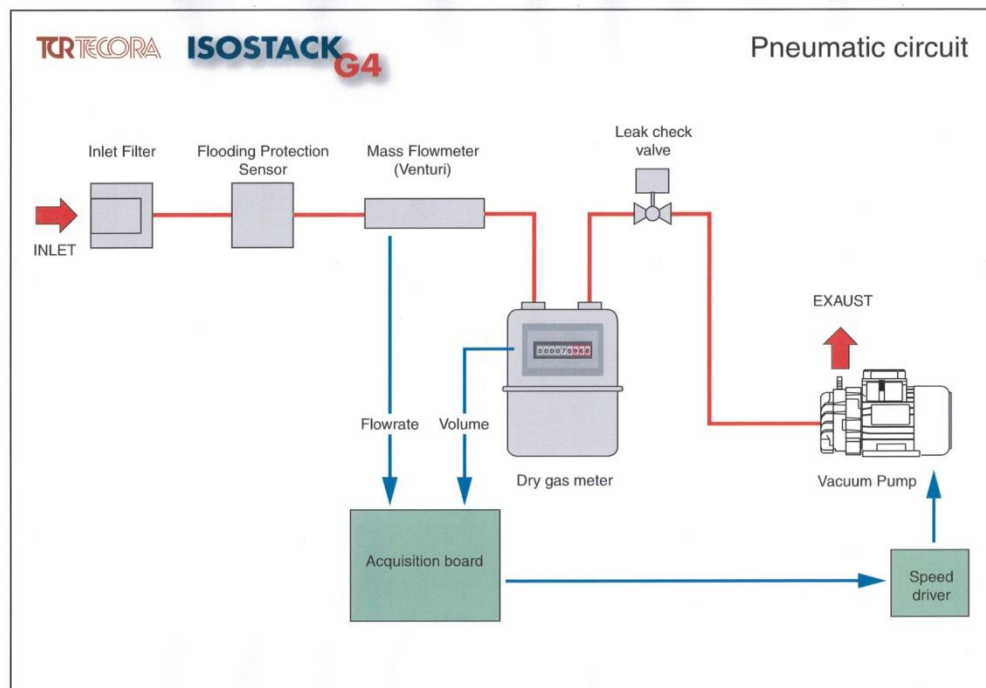 TCR TECORA
ISOSTACK
G4
Pneumatic circuit
Inlet Filter
Flooding Protection
Sensor
Mass Flowmeter
(Venturi)
Leak check
valve
INLET
EXAUST
000070968
Flowrate
Volume
Dry gas meter
Vacuum Pump
Acquisition board
Speed
driver